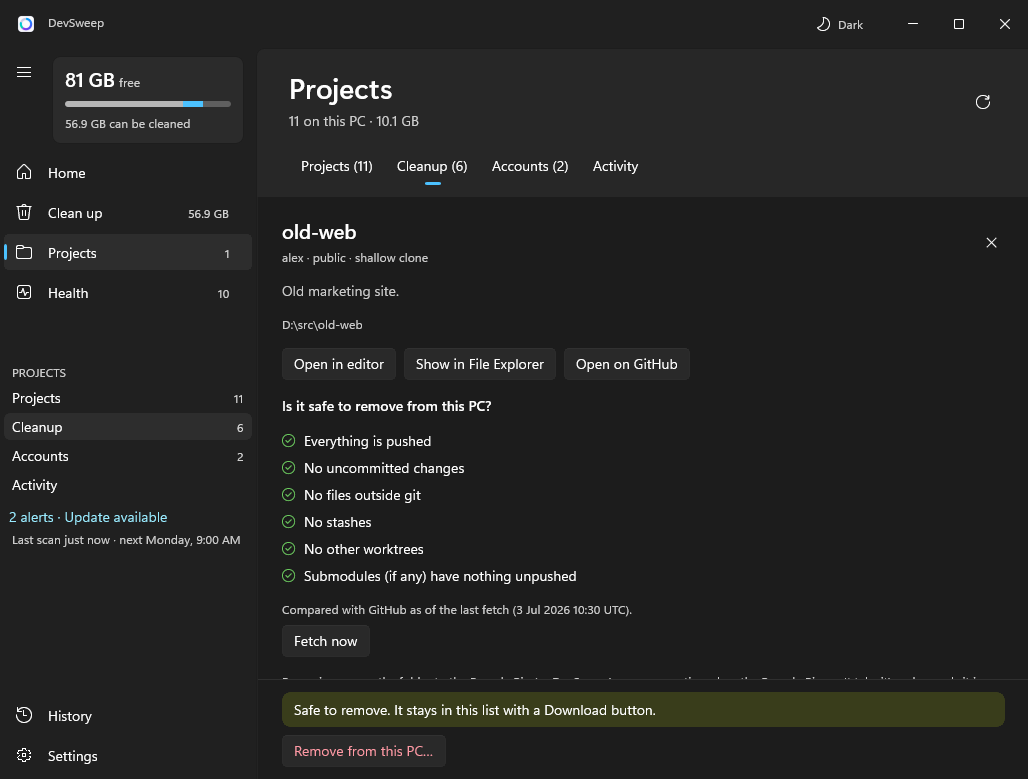 DevSweep
Dark
81 GB free
56.9 GB can be cleaned
Home
Clean up 56.9 GB
Projects 1
Health 10
PROJECTS
Projects 11
Cleanup 6
Accounts 2
Activity
2 alerts · Update available
Last scan just now · next Monday, 9:00 AM
History
Settings
Projects
11 on this PC · 10.1 GB
Projects (11) Cleanup (6) Accounts (2) Activity
old-web
alex · public · shallow clone
Old marketing site.
D:\src\old-web
Open in editor Show in File Explorer Open on GitHub
Is it safe to remove from this PC?
Everything is pushed
No uncommitted changes
No files outside git
No stashes
No other worktrees
Submodules (if any) have nothing unpushed
Compared with GitHub as of the last fetch (3 Jul 2026 10:30 UTC).
Fetch now
Safe to remove. It stays in this list with a Download button.
Remove from this PC...